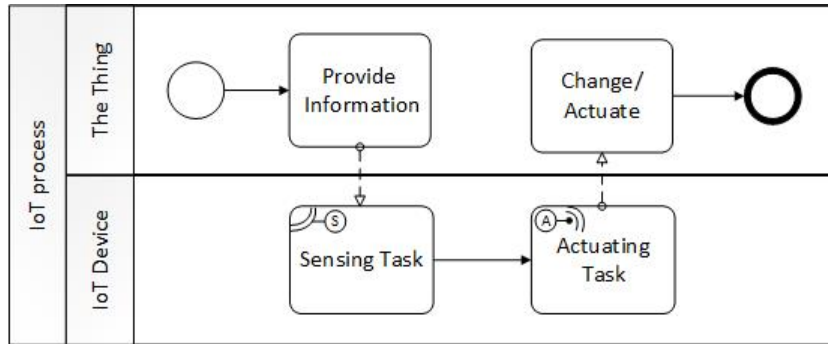 IoT process
The Thing
Provide
Information
Change/
Actuate
IoT Device
S
Sensing Task
A
Actuating
Task